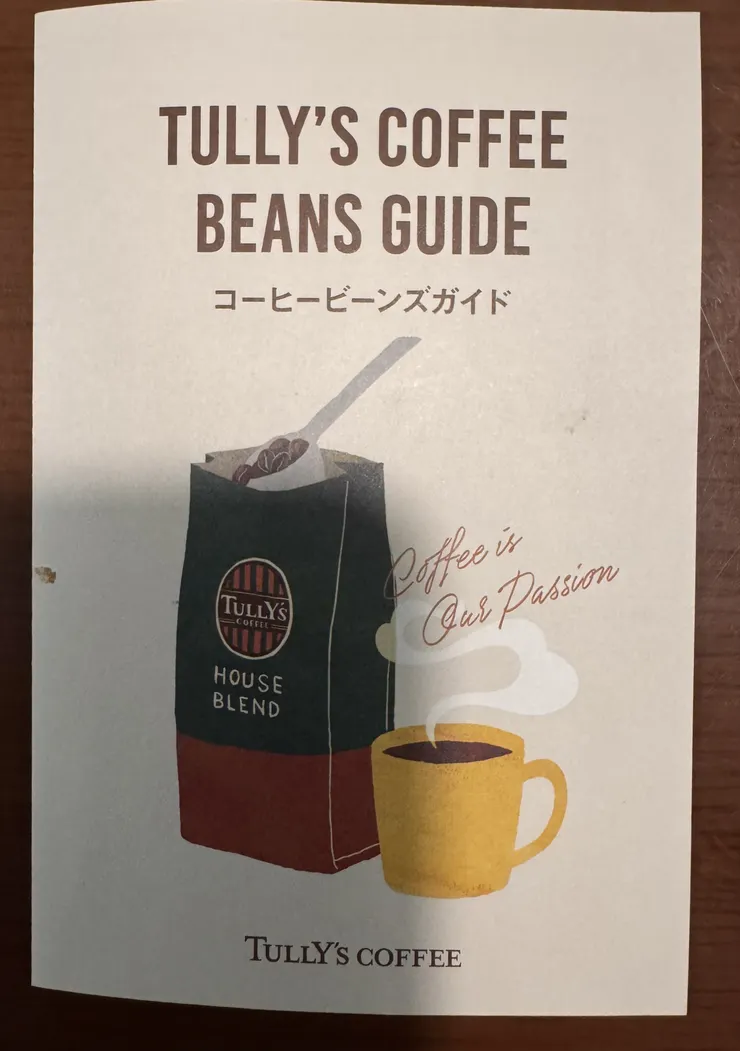 TULLY'S COFFEE
BEANS GUIDE
コーヒービーンズガイド
Coffee is
Our Passion
TULLY'S
COFFEE
HOUSE
BLEND
TULLY'S COFFEE